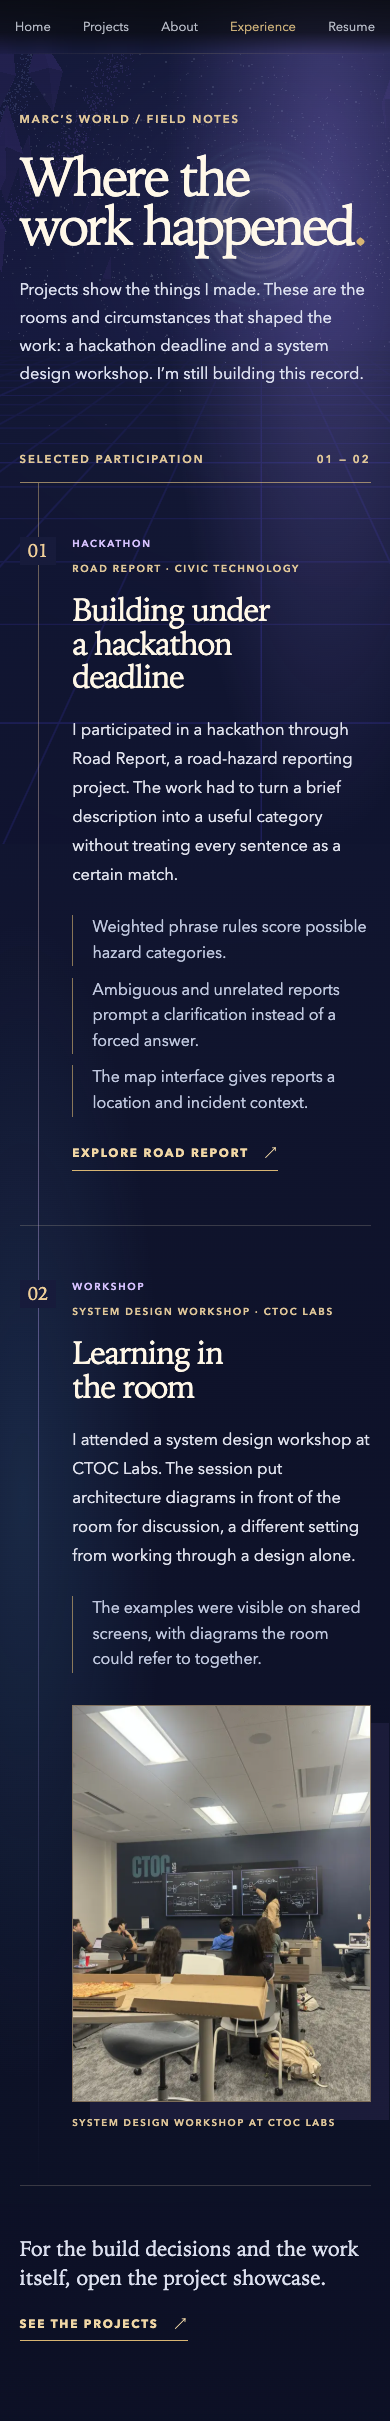 Home Projects About Experience Resume
MARC'S WORLD / FIELD NOTES
Where the
work happened.
Projects show the things I made. These are the
rooms and circumstances that shaped the
work: a hackathon deadline and a system
design workshop. I'm still building this record.
SELECTED PARTICIPATION 01 – 02
01
HACKATHON
ROAD REPORT · CIVIC TECHNOLOGY
Building under
a hackathon
deadline
I participated in a hackathon through
Road Report, a road-hazard reporting
project. The work had to turn a brief
description into a useful category
without treating every sentence as a
certain match.
Weighted phrase rules score possible
hazard categories.
Ambiguous and unrelated reports
prompt a clarification instead of a
forced answer.
The map interface gives reports a
location and incident context.
EXPLORE ROAD REPORT ↗
02
WORKSHOP
SYSTEM DESIGN WORKSHOP · CTOC LABS
Learning in
the room
I attended a system design workshop at
CTOC Labs. The session put
architecture diagrams in front of the
room for discussion, a different setting
from working through a design alone.
The examples were visible on shared
screens, with diagrams the room
could refer to together.
CTOC LABS
SYSTEM DESIGN WORKSHOP AT CTOC LABS
For the build decisions and the work
itself, open the project showcase.
SEE THE PROJECTS ↗